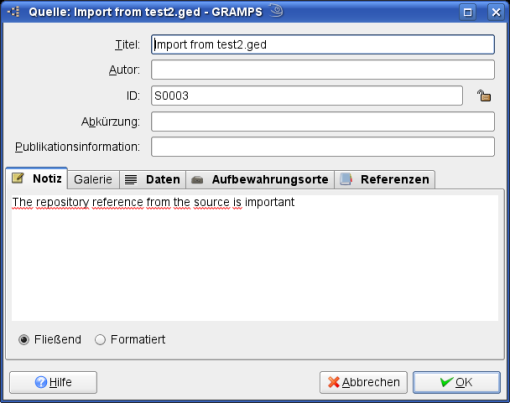 Quelle: Import from test2.ged - GRAMPS
Titel: Import from test2.ged
Autor:
ID: S0003
Abkürzung:
Publikationsinformation:
Notiz Galerie Daten Aufbewahrungsorte Referenzen
The repository reference from the source is important
Fließend Formatiert
Hilfe Abbrechen OK